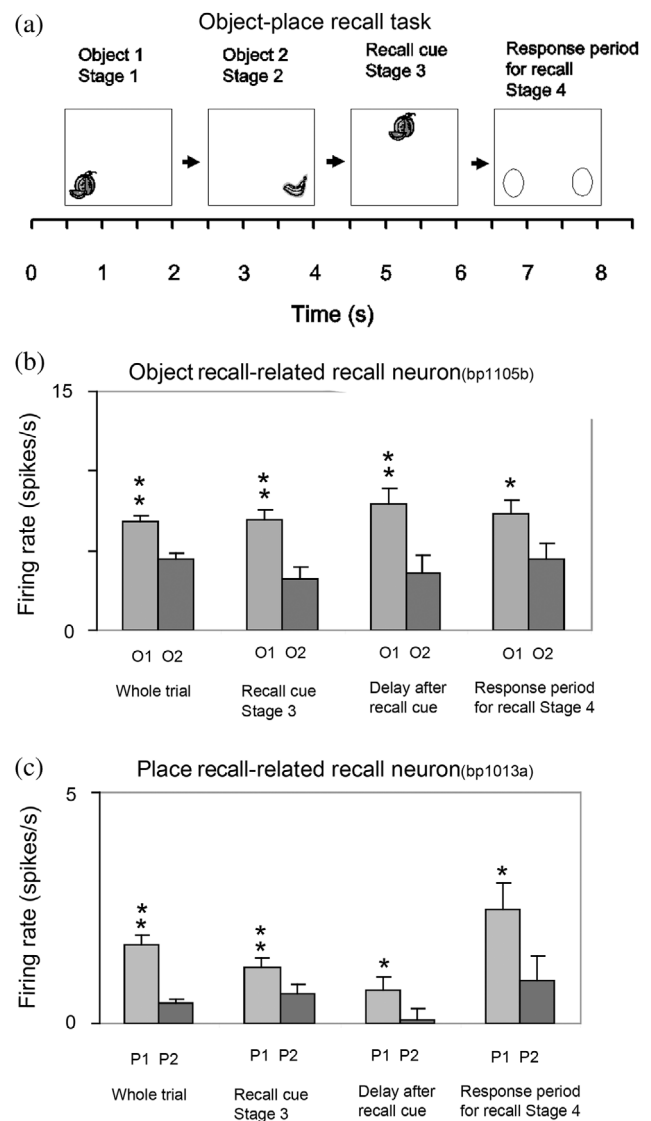 (a) Object-place recall task
Object 1
Stage 1
Object 2
Stage 2
Recall cue
Stage 3
Response period
for recall
Stage 4
0 1 2 3 4 5 6 7 8
Time (s)
(b) Object recall-related recall neuron(bp1105b)
Firing rate (spikes/s)
15
0
** ** ** *
O1 O2 O1 O2 O1 O2 O1 O2
Whole trial
Recall cue
Stage 3
Delay after
recall cue
Response period
for recall Stage 4
(c) Place recall-related recall neuron(bp1013a)
Firing rate (spikes/s)
5
0
** ** * *
P1 P2 P1 P2 P1 P2 P1 P2
Whole trial
Recall cue
Stage 3
Delay after
recall cue
Response period
for recall Stage 4